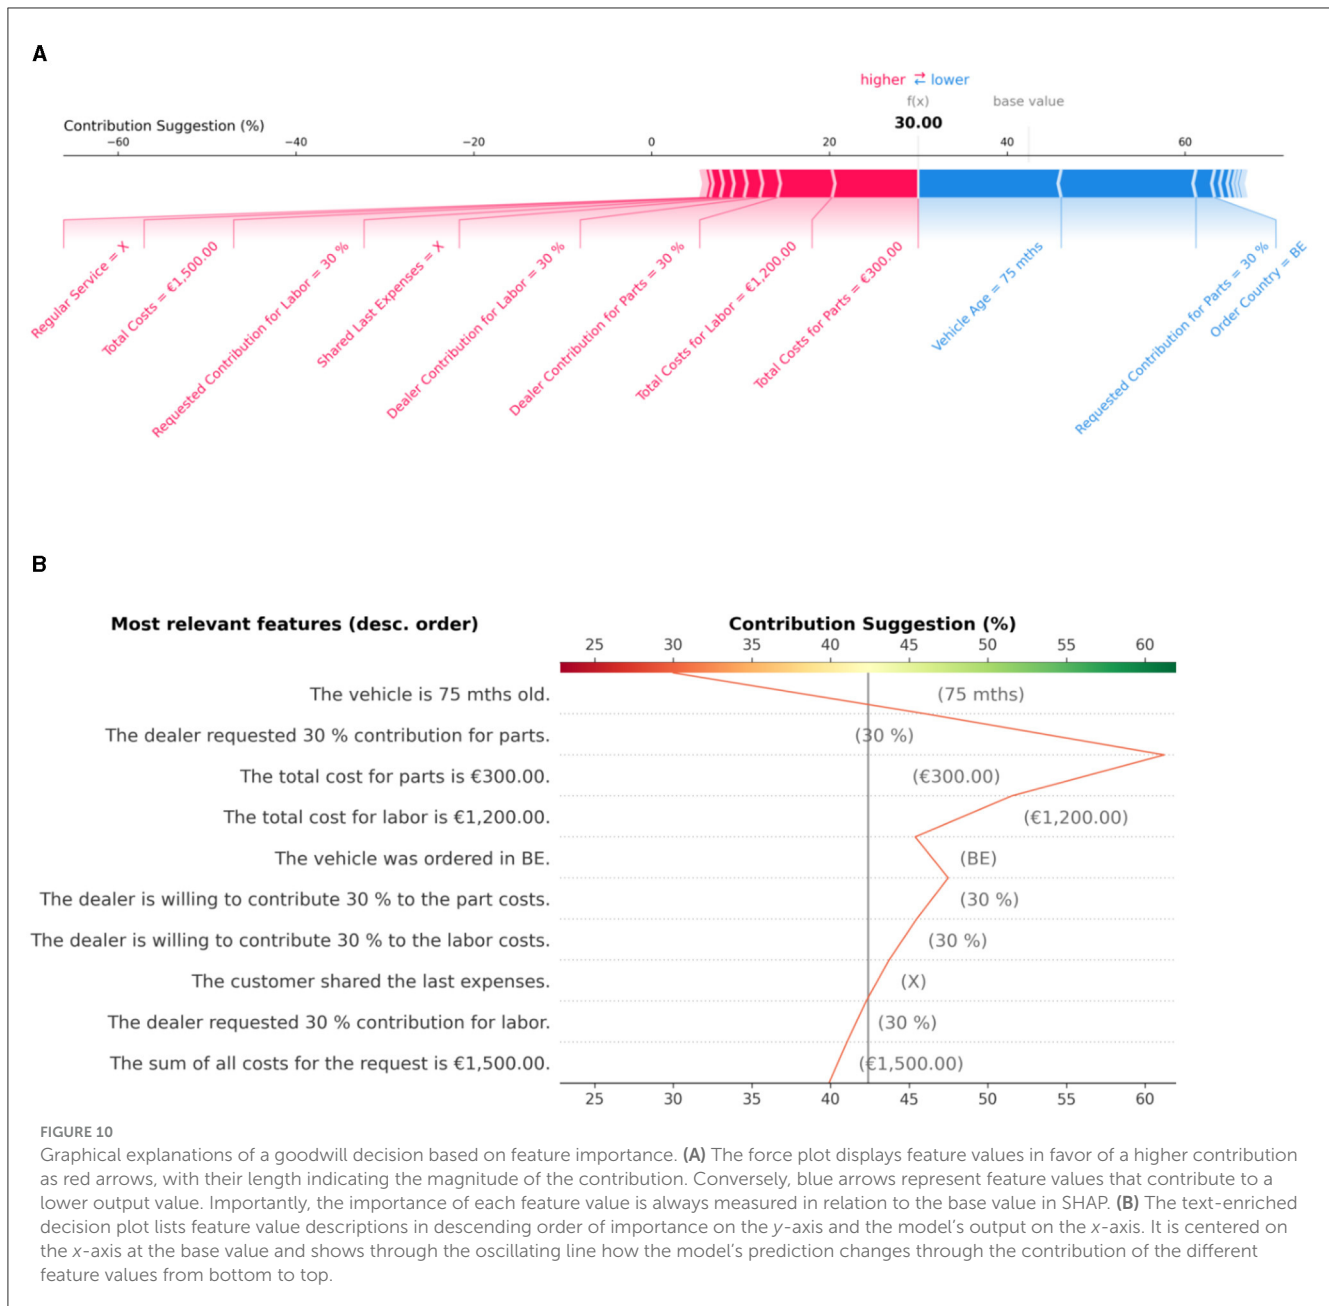 A
higher ⇄ lower
f(x) base value
30.00
Contribution Suggestion (%)
−60 −40 −20 0 20 40 60
Regular Service = X
Total Costs = €1,500.00
Requested Contribution for Labor = 30 %
Shared Last Expenses = X
Dealer Contribution for Labor = 30 %
Dealer Contribution for Parts = 30 %
Total Costs for Labor = €1,200.00
Total Costs for Parts = €300.00
Vehicle Age = 75 mths
Requested Contribution for Parts = 30 %
Order Country = BE
B
Most relevant features (desc. order) Contribution Suggestion (%)
25 30 35 40 45 50 55 60
The vehicle is 75 mths old. (75 mths)
The dealer requested 30 % contribution for parts. (30 %)
The total cost for parts is €300.00. (€300.00)
The total cost for labor is €1,200.00. (€1,200.00)
The vehicle was ordered in BE. (BE)
The dealer is willing to contribute 30 % to the part costs. (30 %)
The dealer is willing to contribute 30 % to the labor costs. (30 %)
The customer shared the last expenses. (X)
The dealer requested 30 % contribution for labor. (30 %)
The sum of all costs for the request is €1,500.00. (€1,500.00)
25 30 35 40 45 50 55 60
FIGURE 10
Graphical explanations of a goodwill decision based on feature importance. (A) The force plot displays feature values in favor of a higher contribution
as red arrows, with their length indicating the magnitude of the contribution. Conversely, blue arrows represent feature values that contribute to a
lower output value. Importantly, the importance of each feature value is always measured in relation to the base value in SHAP. (B) The text-enriched
decision plot lists feature value descriptions in descending order of importance on the y-axis and the model's output on the x-axis. It is centered on
the x-axis at the base value and shows through the oscillating line how the model's prediction changes through the contribution of the different
feature values from bottom to top.